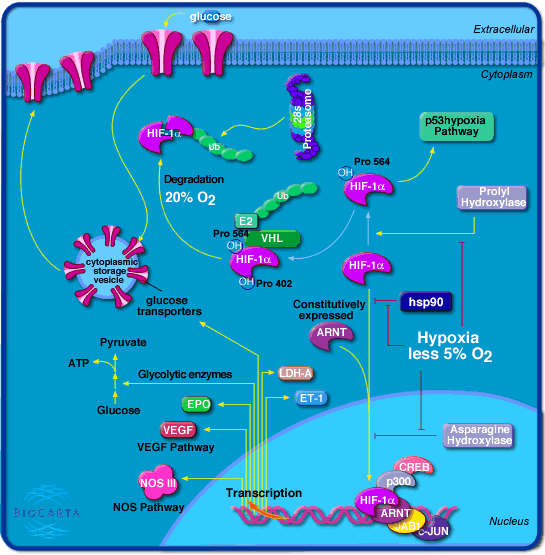 glucose
Extracellular
Cytoplasm
28s
Proteasome
p53hypoxia
Pathway
HIF-1α
Ub
Pro 564
OH
HIF-1α
Degradation
20% O2
Prolyl
Hydroxylase
Ub
E2
Pro 564
VHL
OH
HIF-1α
HIF-1α
OH
Pro 402
cytoplasmic
storage
vesicle
glucose
transporters
Constitutively
expressed
hsp90
ARNT
Hypoxia
less 5% O2
Pyruvate
ATP
Glycolytic enzymes
LDH-A
Glucose
EPO
ET-1
VEGF
VEGF Pathway
Asparagine
Hydroxylase
CREB
p300
NOS III
Transcription
HIF-1α
NOS Pathway
ARNT
JAB1
C-JUN
BIOCARTA
Nucleus